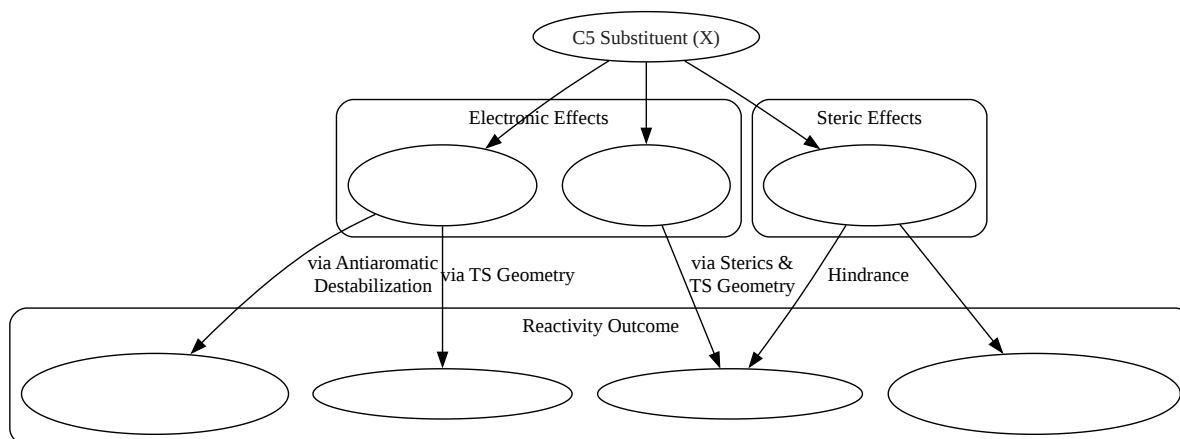 C5 Substituent (X)
Electronic Effects
Steric Effects
via Antiaromatic
Destabilization
via TS Geometry
via Sterics &
TS Geometry
Hindrance
Reactivity Outcome